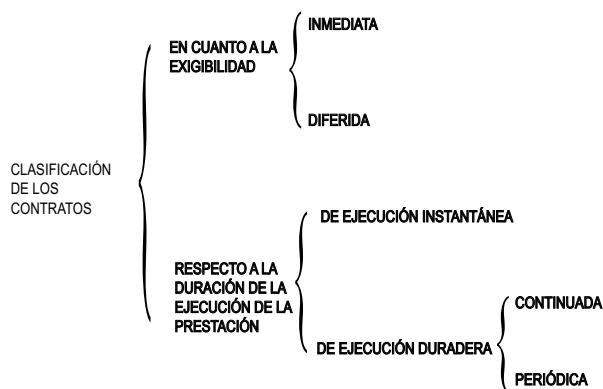 CLASIFICACIÓN
DE LOS
CONTRATOS
EN CUANTO A LA
EXIGIBILIDAD
INMEDIATA
DIFERIDA
RESPECTO A LA
DURACIÓN DE LA
EJECUCIÓN DE LA
PRESTACIÓN
DE EJECUCIÓN INSTANTÁNEA
DE EJECUCIÓN DURADERA
CONTINUADA
PERIÓDICA